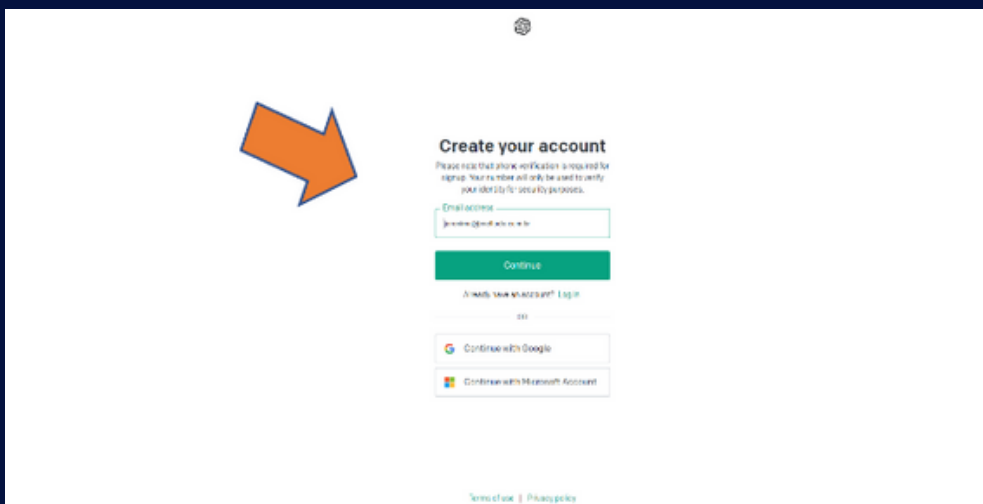 Create your account
Please note that phone verification is required for
signup. Your number will only be used to verify
your identity for security purposes.
Email address
Continue
Already have an account? Log in
OR
Continue with Google
Continue with Microsoft Account
Terms of use | Privacy policy